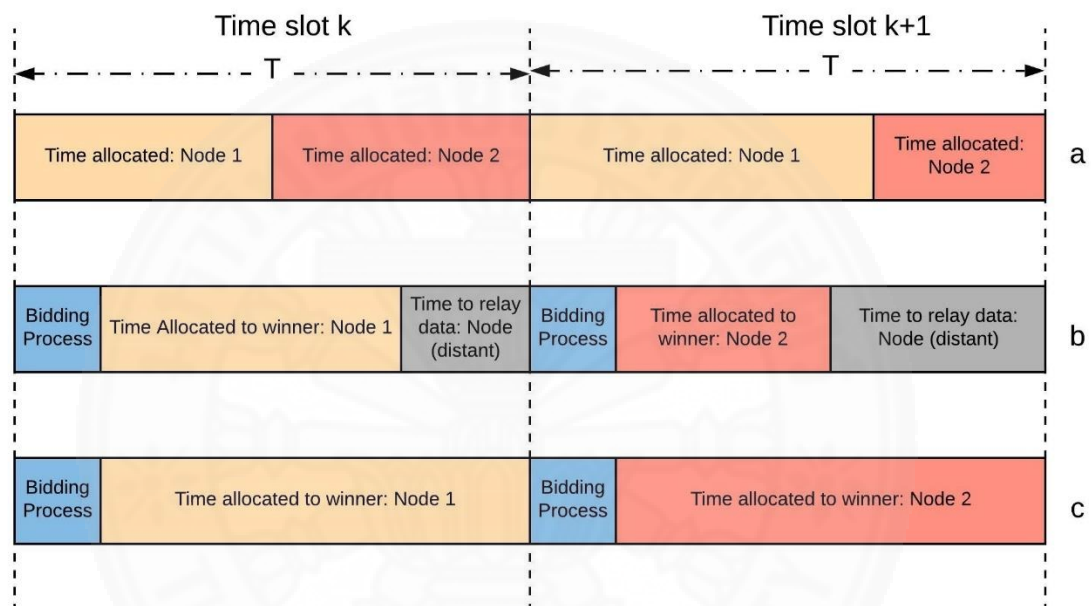 Time slot k
Time slot k+1
T
T
Time allocated: Node 1
Time allocated: Node 2
Time allocated: Node 1
Time allocated:
Node 2
a
Bidding
Process
Time Allocated to winner: Node 1
Time to relay
data: Node
(distant)
Bidding
Process
Time allocated to
winner: Node 2
Time to relay data:
Node (distant)
b
Bidding
Process
Time allocated to winner: Node 1
Bidding
Process
Time allocated to winner: Node 2
c